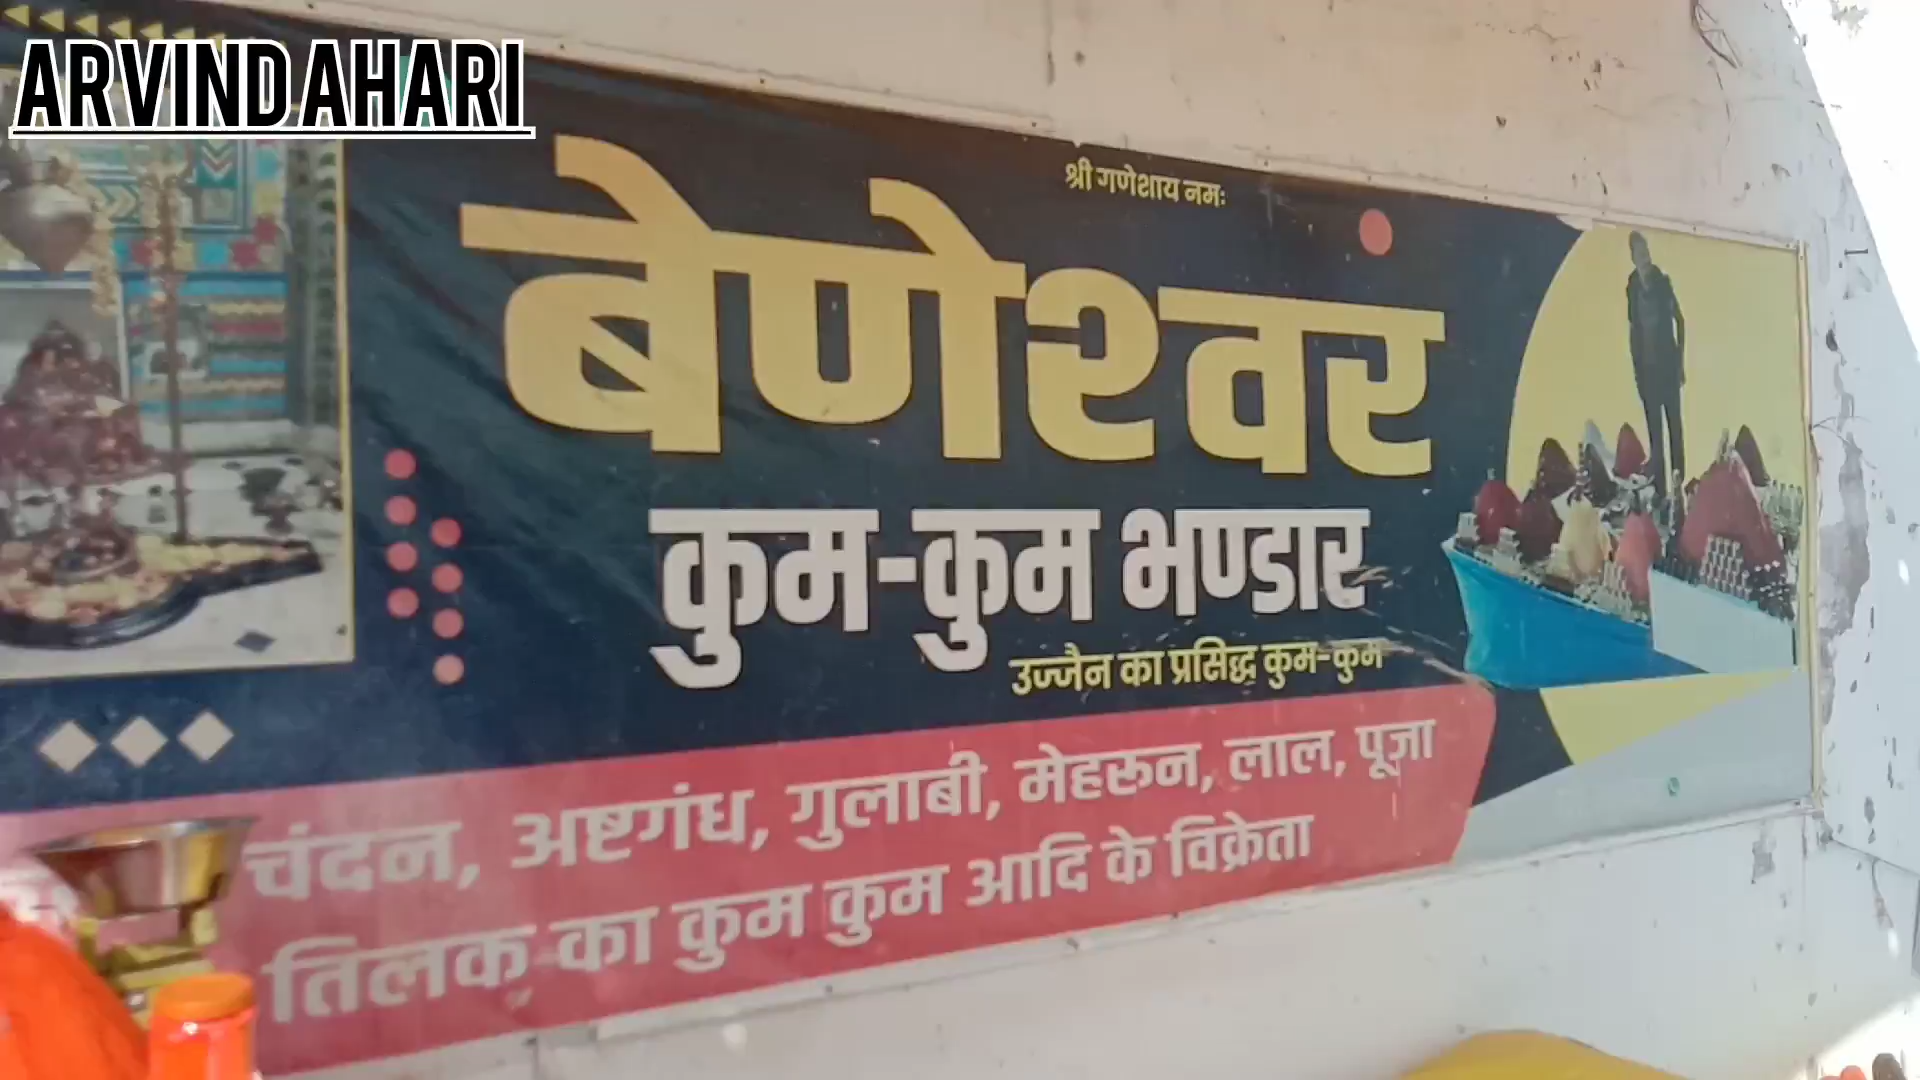 ARVIND AHARI
श्री गणेशाय नमः
बेणेश्वर
कुम-कुम भण्डार
उज्जैन का प्रसिद्ध कुम-कुम
चंदन, अष्टगंध, गुलाबी, मेहरून, लाल, पूजा
तिलक का कुम कुम आदि के विक्रेता